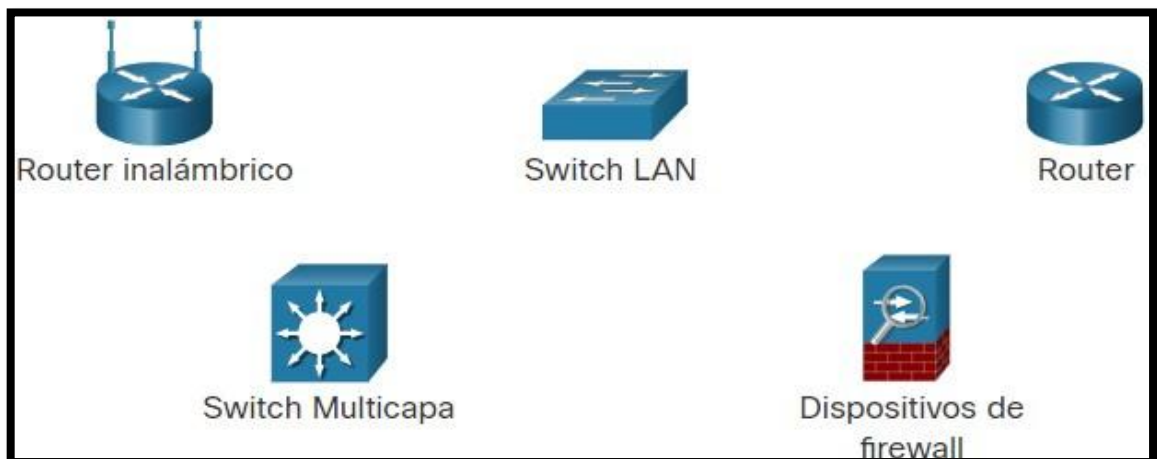 Router inalámbrico
Switch LAN
Router
Switch Multicapa
Dispositivos de
firewall